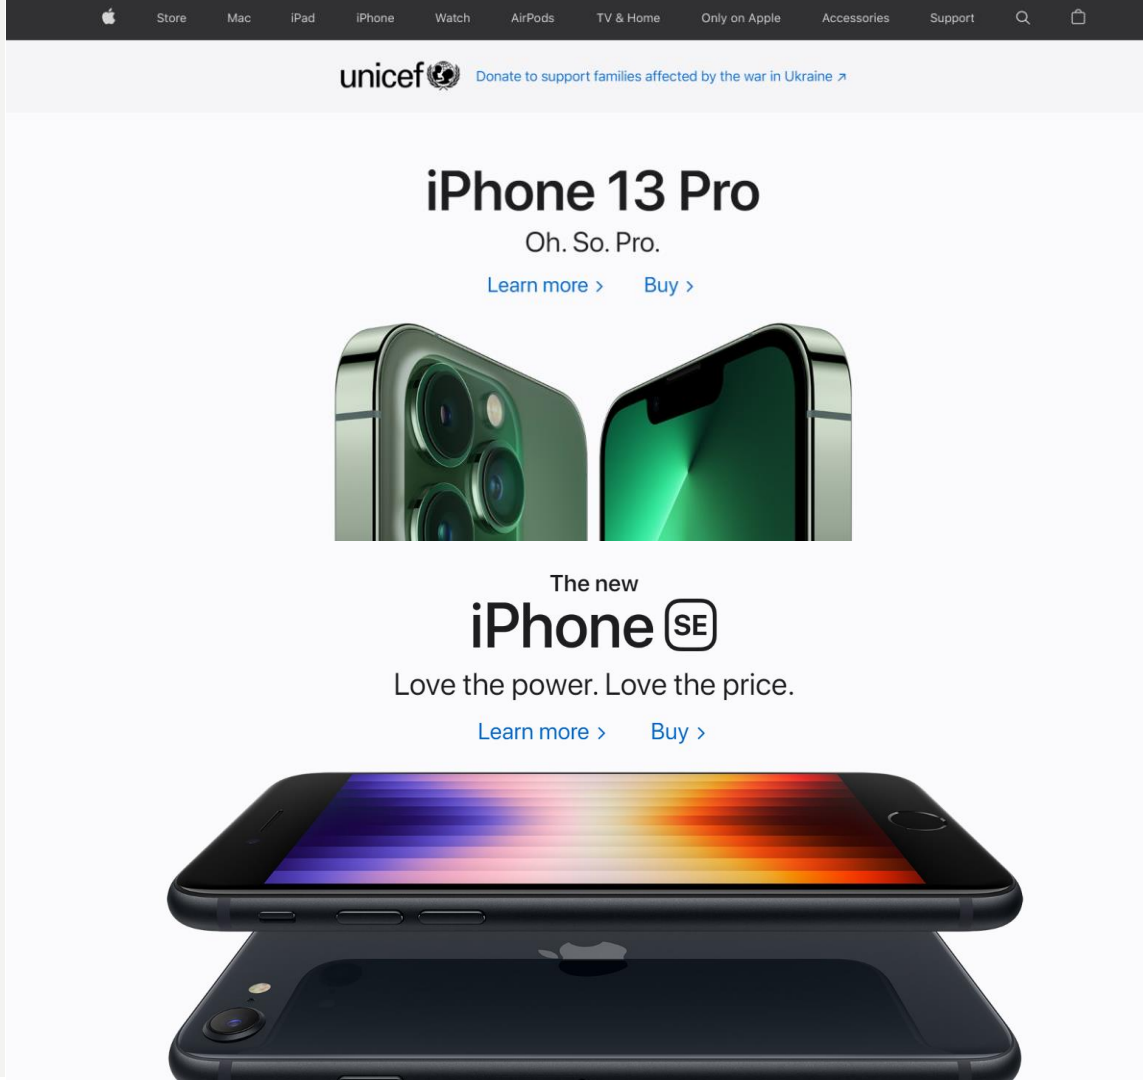 Store Mac iPad iPhone Watch AirPods TV & Home Only on Apple Accessories Support
unicef Donate to support families affected by the war in Ukraine ↗
iPhone 13 Pro
Oh. So. Pro.
Learn more > Buy >
The new
iPhone SE
Love the power. Love the price.
Learn more > Buy >